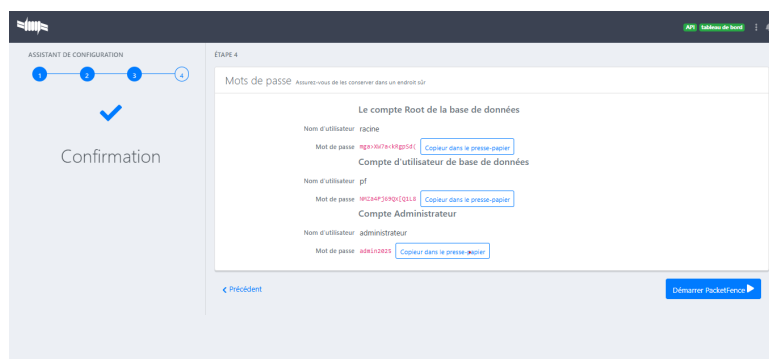 API tableau de bord
ASSISTANT DE CONFIGURATION
1 2 3 4
Confirmation
ÉTAPE 4
Mots de passe Assurez-vous de les conserver dans un endroit sûr
Le compte Root de la base de données
Nom d'utilisateur racine
Mot de passe Copieur dans le presse-papier
Compte d'utilisateur de base de données
Nom d'utilisateur pf
Mot de passe Copieur dans le presse-papier
Compte Administrateur
Nom d'utilisateur administrateur
Mot de passe admin2025 Copieur dans le presse-papier
Précédent
Démarrer PacketFence